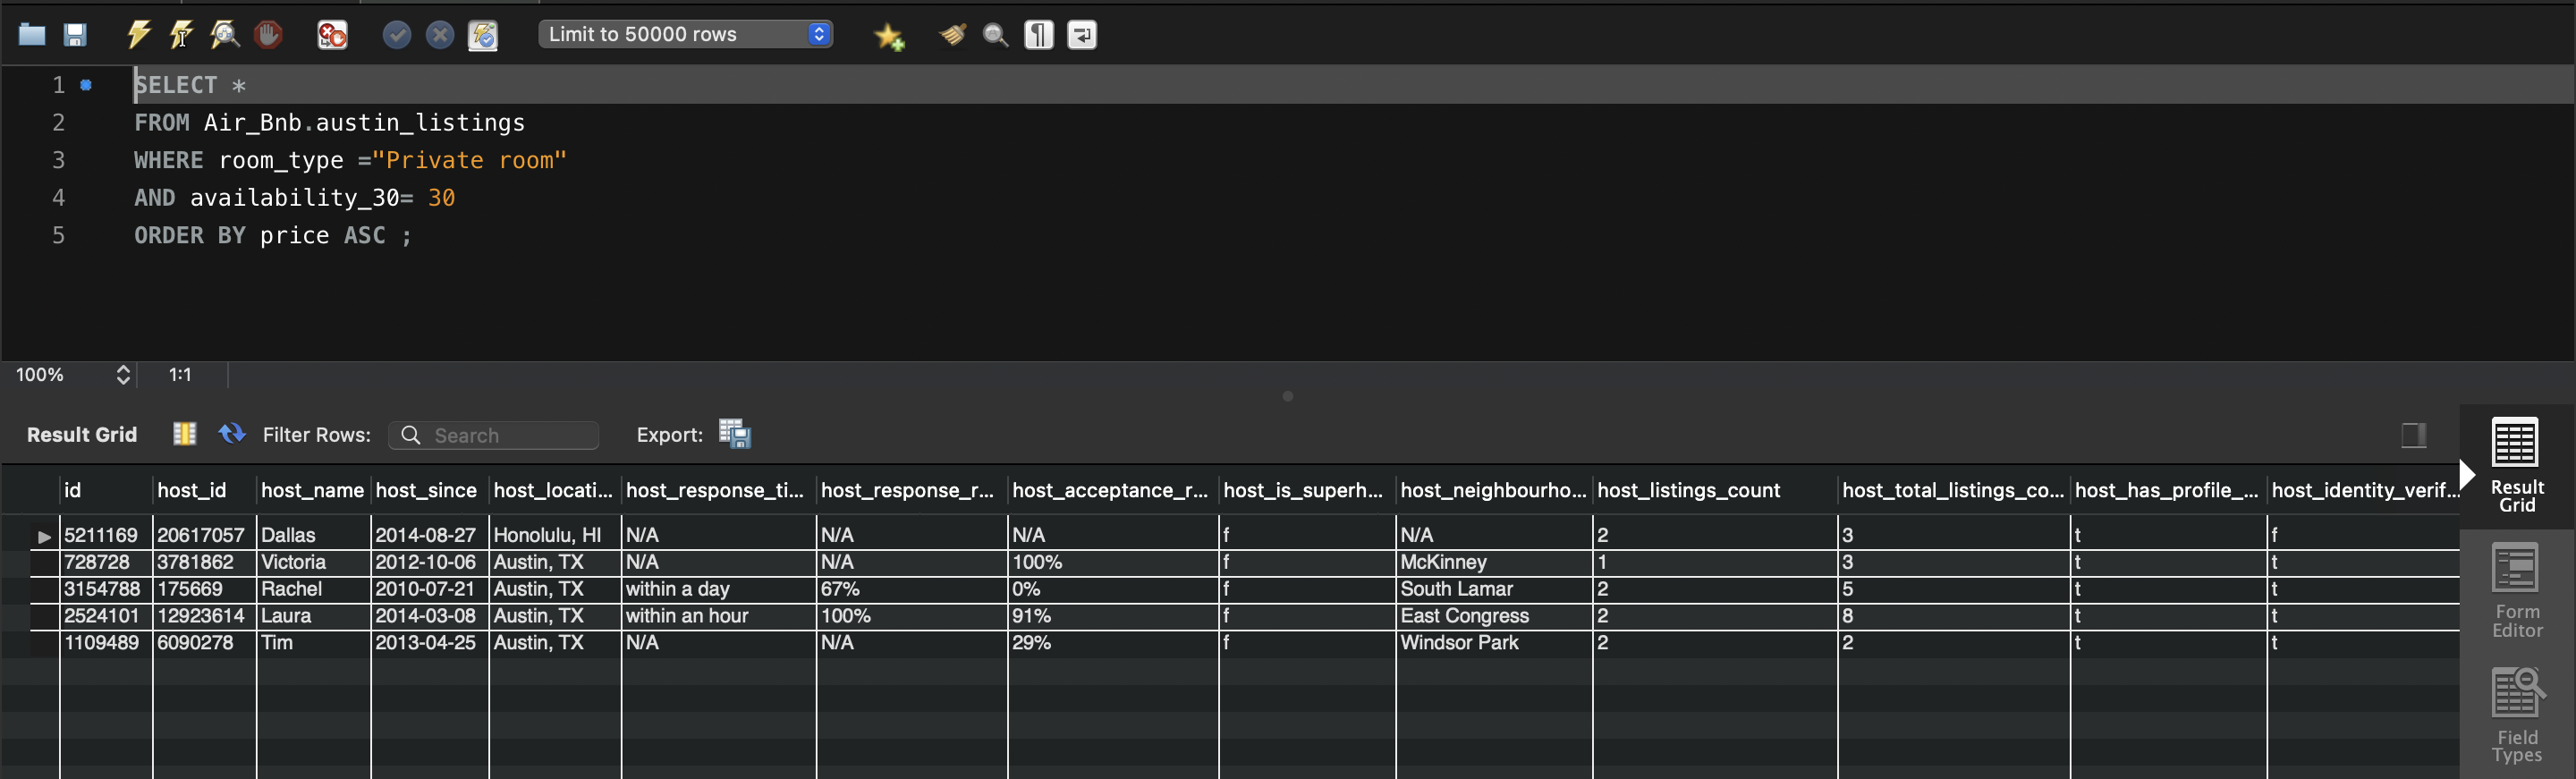 Limit to 50000 rows
1 SELECT *
2 FROM Air_Bnb.austin_listings
3 WHERE room_type ="Private room"
4 AND availability_30= 30
5 ORDER BY price ASC ;
100% 1:1
Result Grid Filter Rows: Search Export:
id host_id host_name host_since host_locati... host_response_ti... host_response_r... host_acceptance_r... host_is_superh... host_neighbourho... host_listings_count host_total_listings_co... host_has_profile_... host_identity_verif...
5211169 20617057 Dallas 2014-08-27 Honolulu, HI N/A N/A N/A f N/A 2 3 t f
728728 3781862 Victoria 2012-10-06 Austin, TX N/A N/A 100% f McKinney 1 3 t t
3154788 175669 Rachel 2010-07-21 Austin, TX within a day 67% 0% f South Lamar 2 5 t t
2524101 12923614 Laura 2014-03-08 Austin, TX within an hour 100% 91% f East Congress 2 8 t t
1109489 6090278 Tim 2013-04-25 Austin, TX N/A N/A 29% f Windsor Park 2 2 t t
Result
Grid
Form
Editor
Field
Types